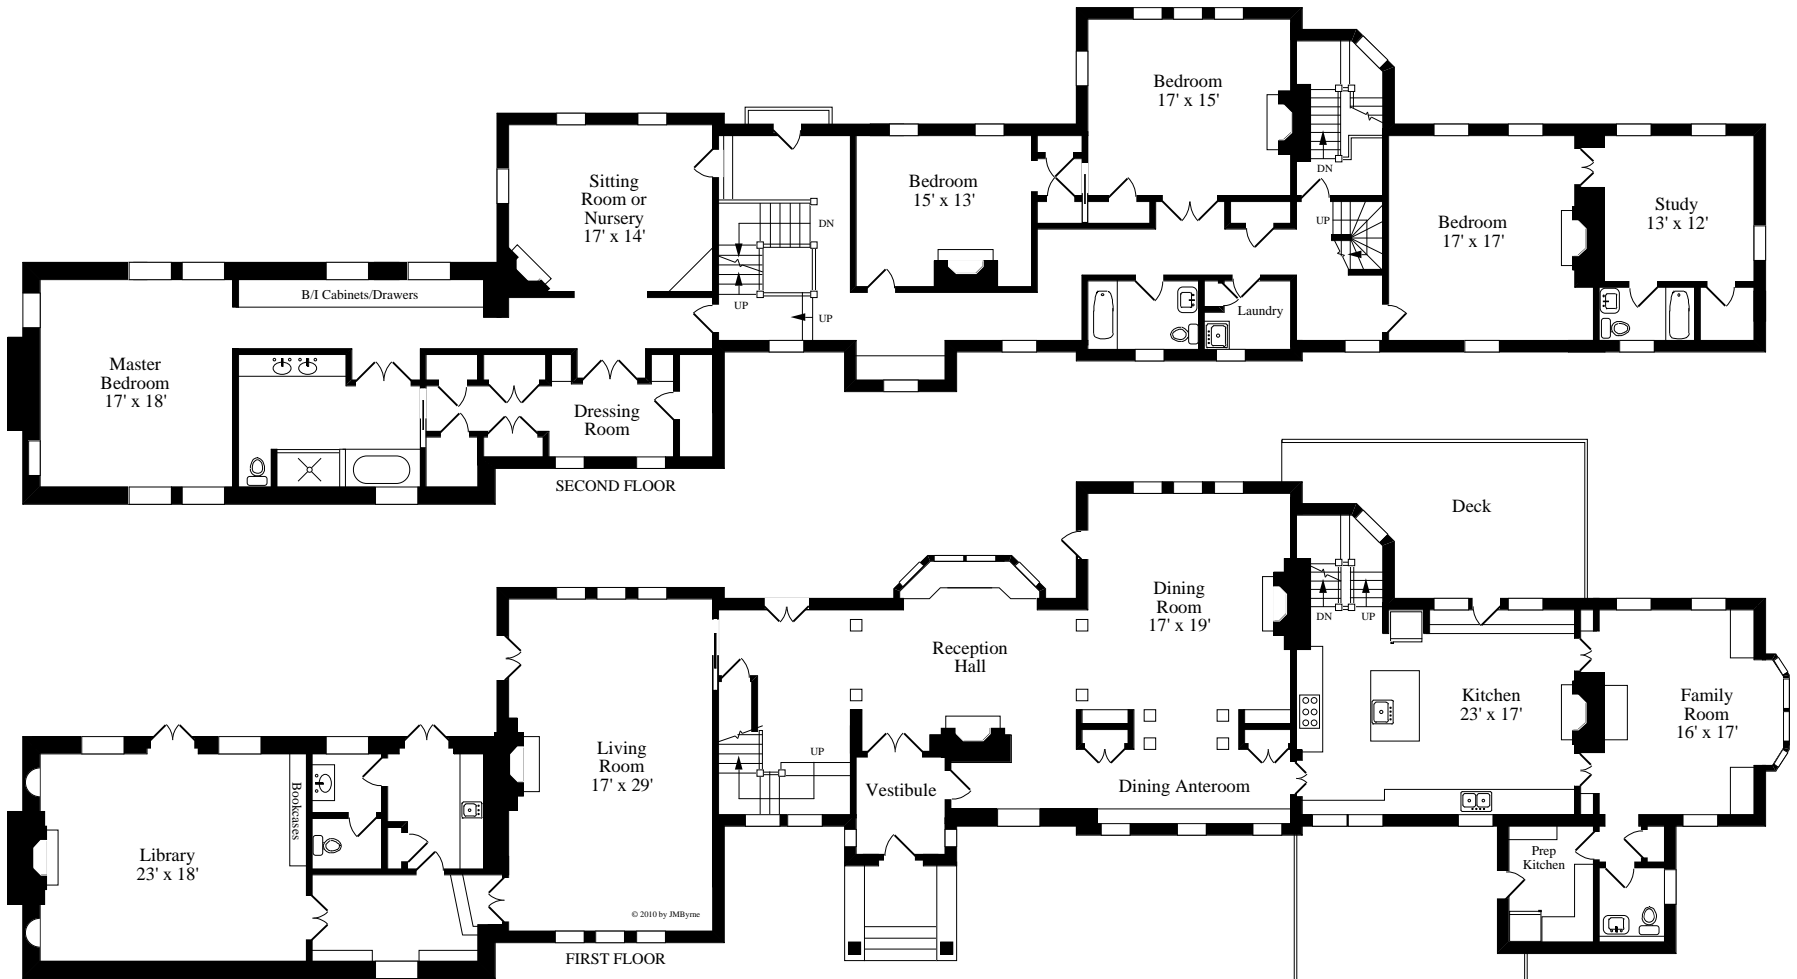 Bedroom
17' x 15'
DN
Sitting
Room or
Nursery
17' x 14'
Bedroom
15' x 13'
DN
UP
Bedroom
17' x 17'
Study
13' x 12'
B/I Cabinets/Drawers
UP
UP
Laundry
Master
Bedroom
17' x 18'
Dressing
Room
SECOND FLOOR
Deck
Dining
Room
17' x 19'
DN
UP
Reception
Hall
Kitchen
23' x 17'
Family
Room
16' x 17'
Living
Room
17' x 29'
UP
Vestibule
Dining Anteroom
Bookcases
Library
23' x 18'
Prep
Kitchen
© 2010 by JMByrne
FIRST FLOOR